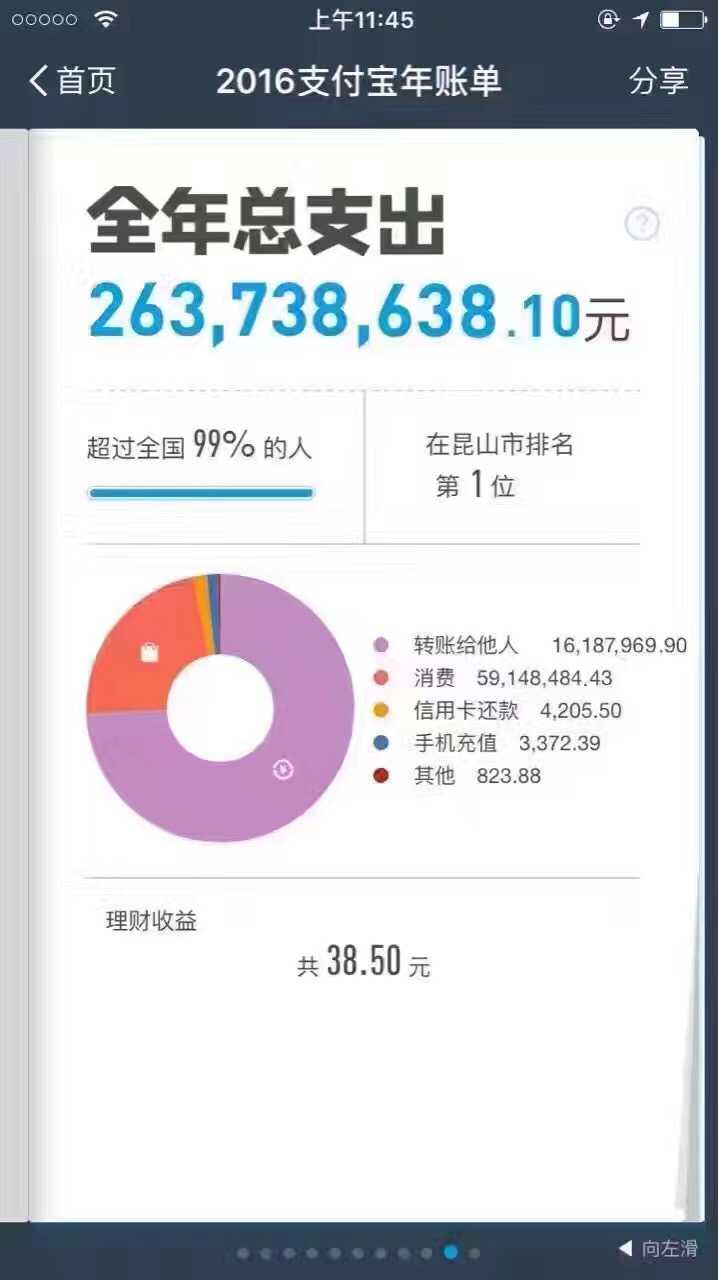 上午11:45
首页 2016支付宝年账单 分享
全年总支出 ?
263,738,638.10元
超过全国 99% 的人
在昆山市排名
第 1 位
转账给他人 16,187,969.90
消费 59,148,484.43
信用卡还款 4,205.50
手机充值 3,372.39
其他 823.88
理财收益
共 38.50 元
向左滑